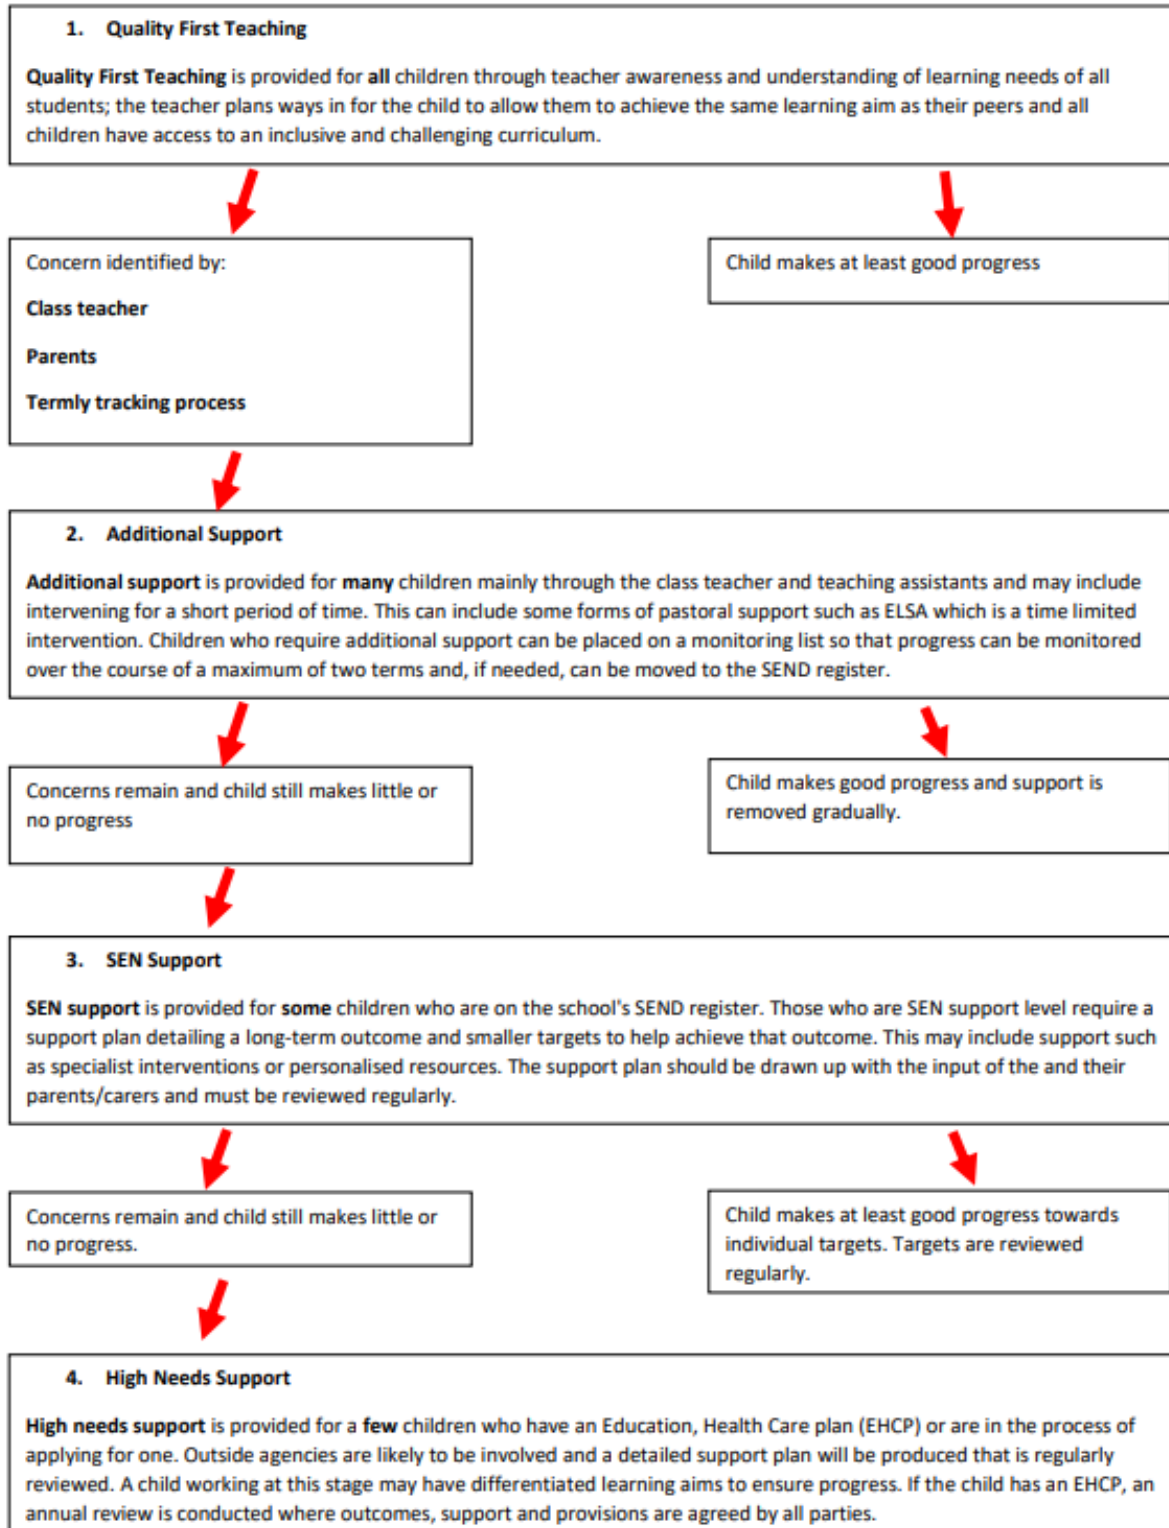 1. Quality First Teaching
Quality First Teaching is provided for all children through teacher awareness and understanding of learning needs of all
students; the teacher plans ways in for the child to allow them to achieve the same learning aim as their peers and all
children have access to an inclusive and challenging curriculum.
Concern identified by:
Class teacher
Parents
Termly tracking process
Child makes at least good progress
2. Additional Support
Additional support is provided for many children mainly through the class teacher and teaching assistants and may include
intervening for a short period of time. This can include some forms of pastoral support such as ELSA which is a time limited
intervention. Children who require additional support can be placed on a monitoring list so that progress can be monitored
over the course of a maximum of two terms and, if needed, can be moved to the SEND register.
Concerns remain and child still makes little or
no progress
Child makes good progress and support is
removed gradually.
3. SEN Support
SEN support is provided for some children who are on the school's SEND register. Those who are SEN support level require a
support plan detailing a long-term outcome and smaller targets to help achieve that outcome. This may include support such
as specialist interventions or personalised resources. The support plan should be drawn up with the input of the and their
parents/carers and must be reviewed regularly.
Concerns remain and child still makes little or
no progress.
Child makes at least good progress towards
individual targets. Targets are reviewed
regularly.
4. High Needs Support
High needs support is provided for a few children who have an Education, Health Care plan (EHCP) or are in the process of
applying for one. Outside agencies are likely to be involved and a detailed support plan will be produced that is regularly
reviewed. A child working at this stage may have differentiated learning aims to ensure progress. If the child has an EHCP, an
annual review is conducted where outcomes, support and provisions are agreed by all parties.